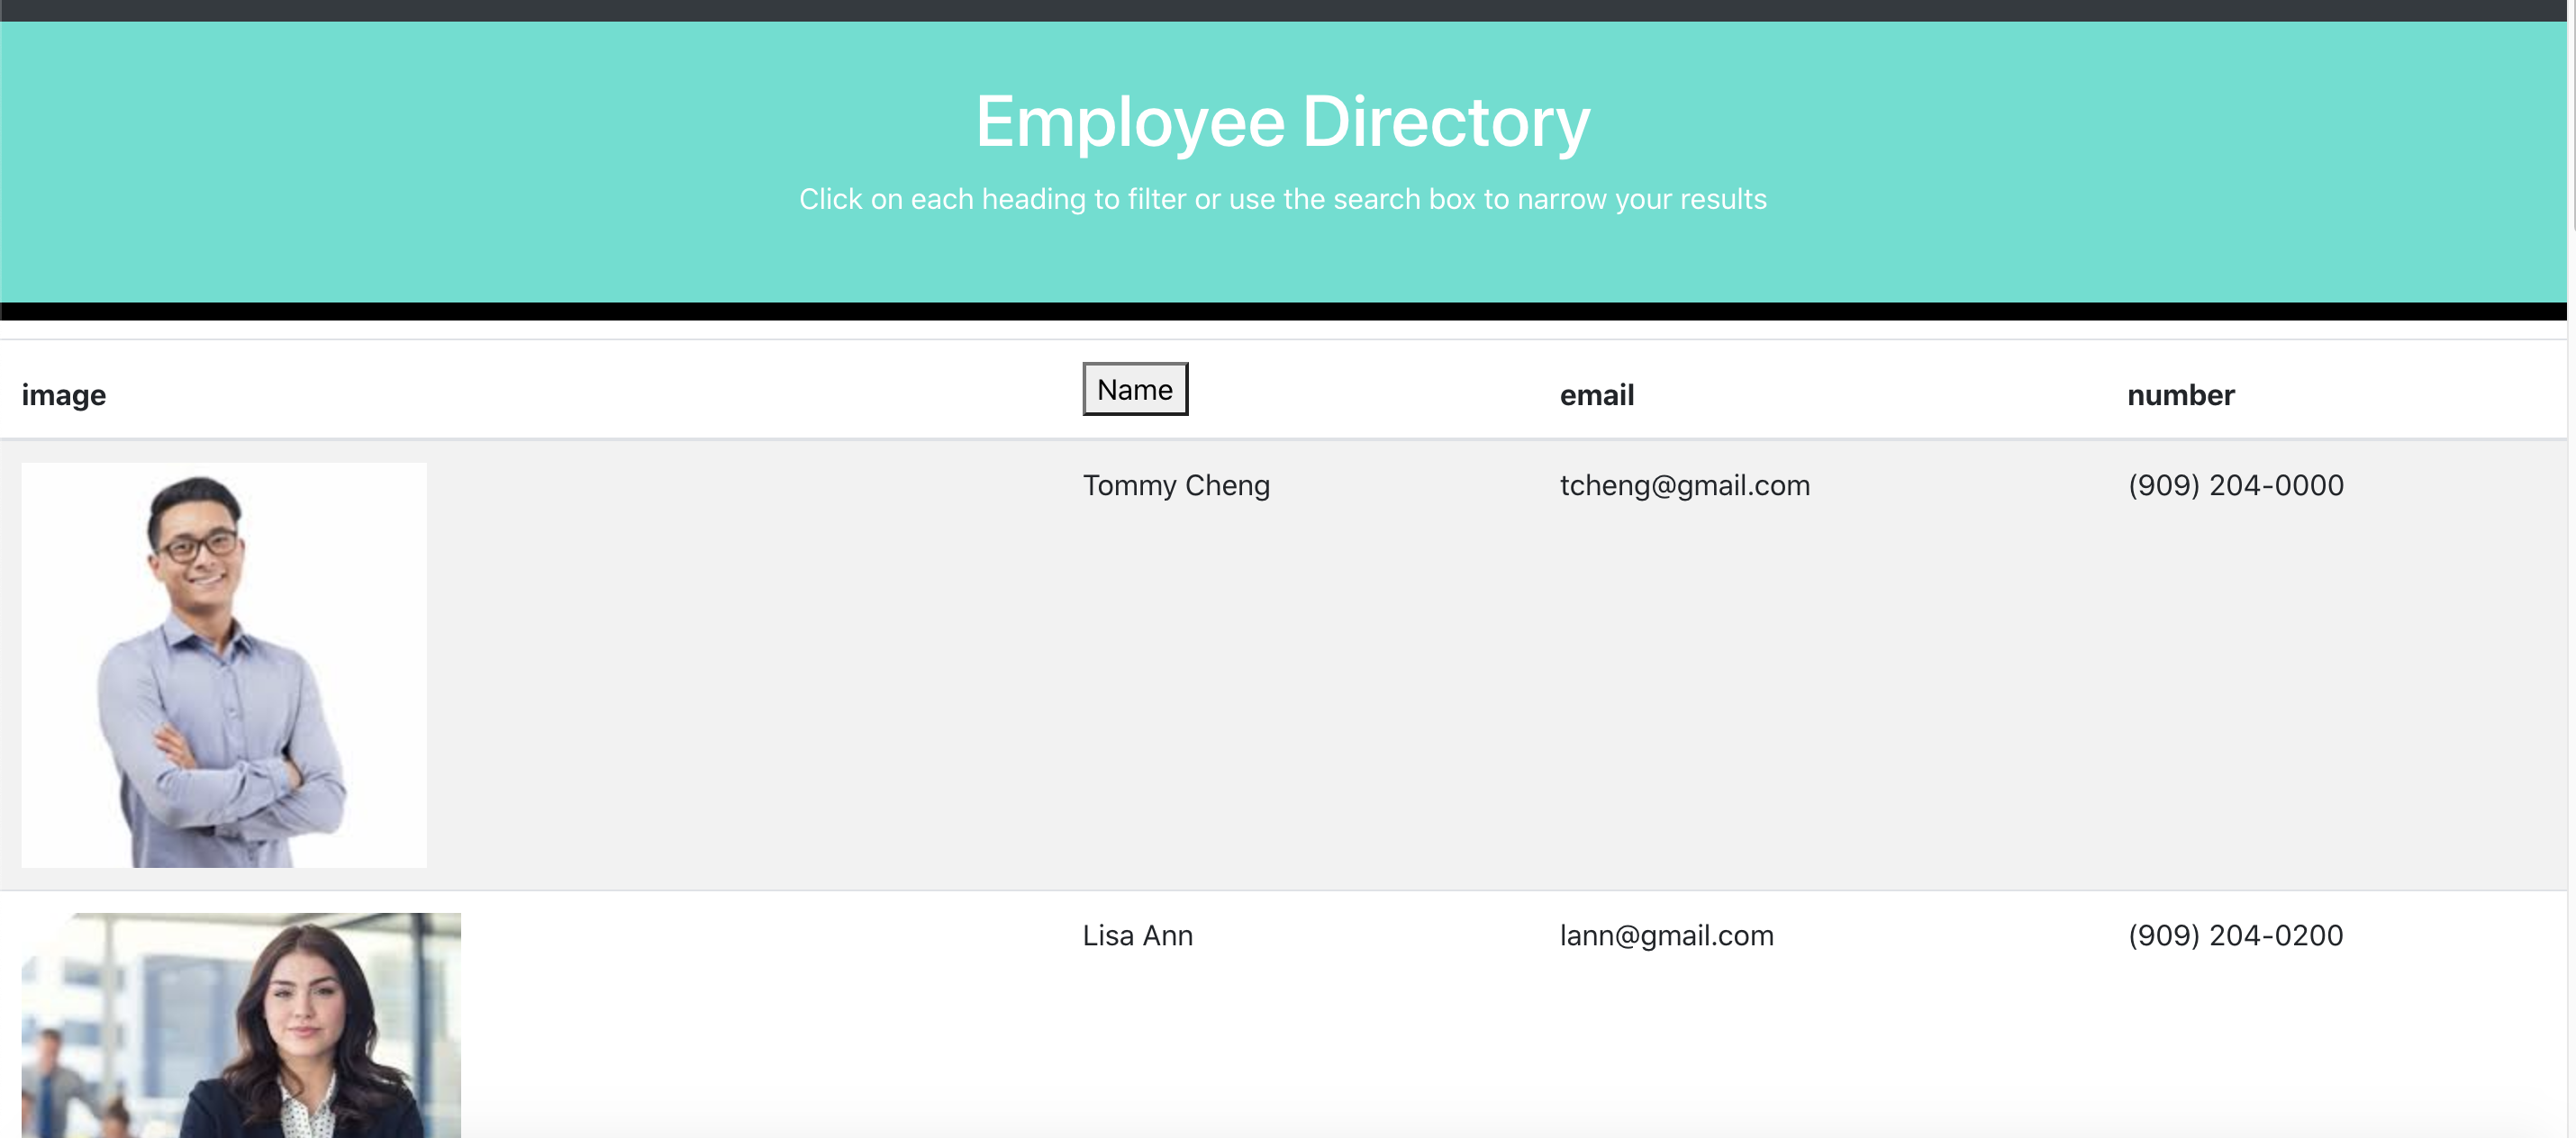 Employee Directory
Click on each heading to filter or use the search box to narrow your results
image Name email number
Tommy Cheng tcheng@gmail.com (909) 204-0000
Lisa Ann lann@gmail.com (909) 204-0200